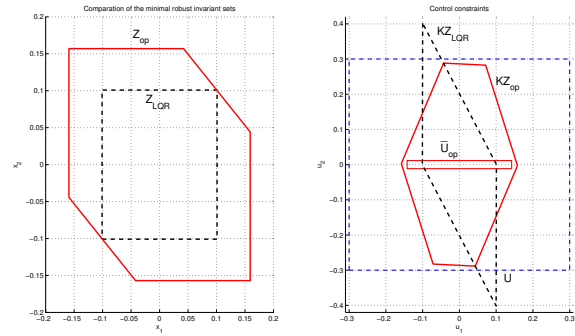 Comparation of the minimal robust invariant sets
Z_op
Z_LQR
x_2
x_1
0.2
0.15
0.1
0.05
0
−0.05
−0.1
−0.15
−0.2
−0.2 −0.15 −0.1 −0.05 0 0.05 0.1 0.15 0.2
Control constraints
KZ_LQR
KZ_op
U̅_op
U
u_2
u_1
0.4
0.3
0.2
0.1
0
−0.1
−0.2
−0.3
−0.4
−0.3 −0.2 −0.1 0 0.1 0.2 0.3